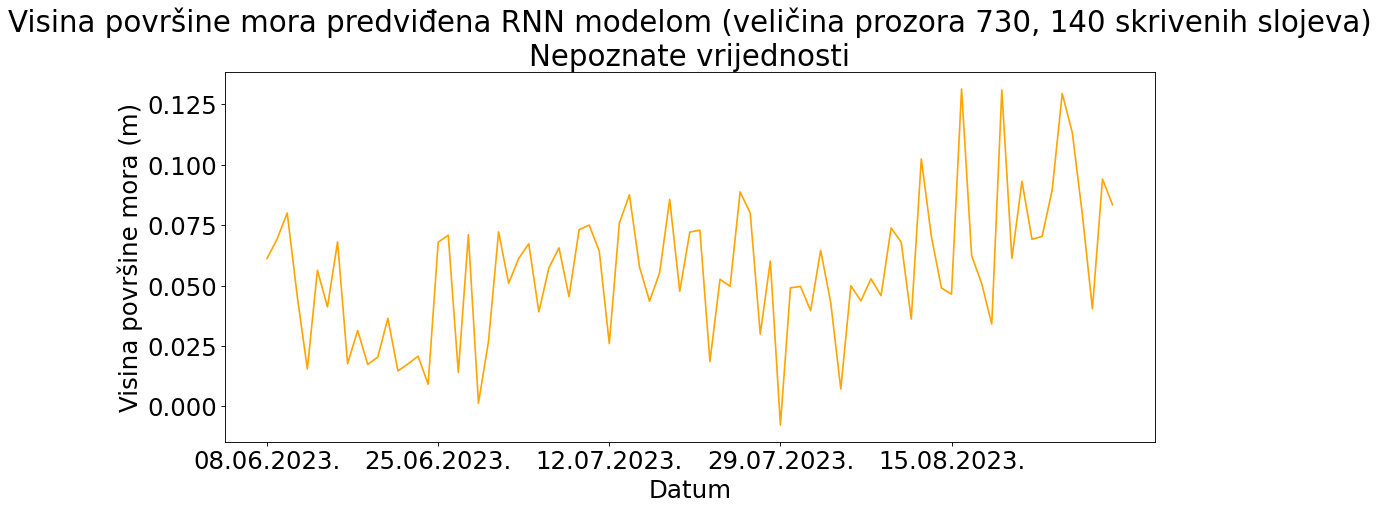 Visina površine mora predviđena RNN modelom (veličina prozora 730, 140 skrivenih slojeva)
Nepoznate vrijednosti
Visina površine mora (m)
0.125
0.100
0.075
0.050
0.025
0.000
08.06.2023. 25.06.2023. 12.07.2023. 29.07.2023. 15.08.2023.
Datum